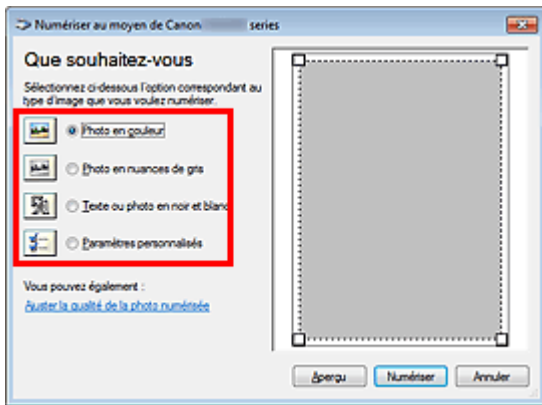 Numériser au moyen de Canon series
Que souhaitez-vous
Sélectionnez ci-dessous l'option correspondant au
type d'image que vous voulez numériser.
Photo en couleur
Photo en nuances de gris
Texte ou photo en noir et blanc
Paramètres personnalisés
Vous pouvez également :
Ajuster la qualité de la photo numérisée
Aperçu Numériser Annuler